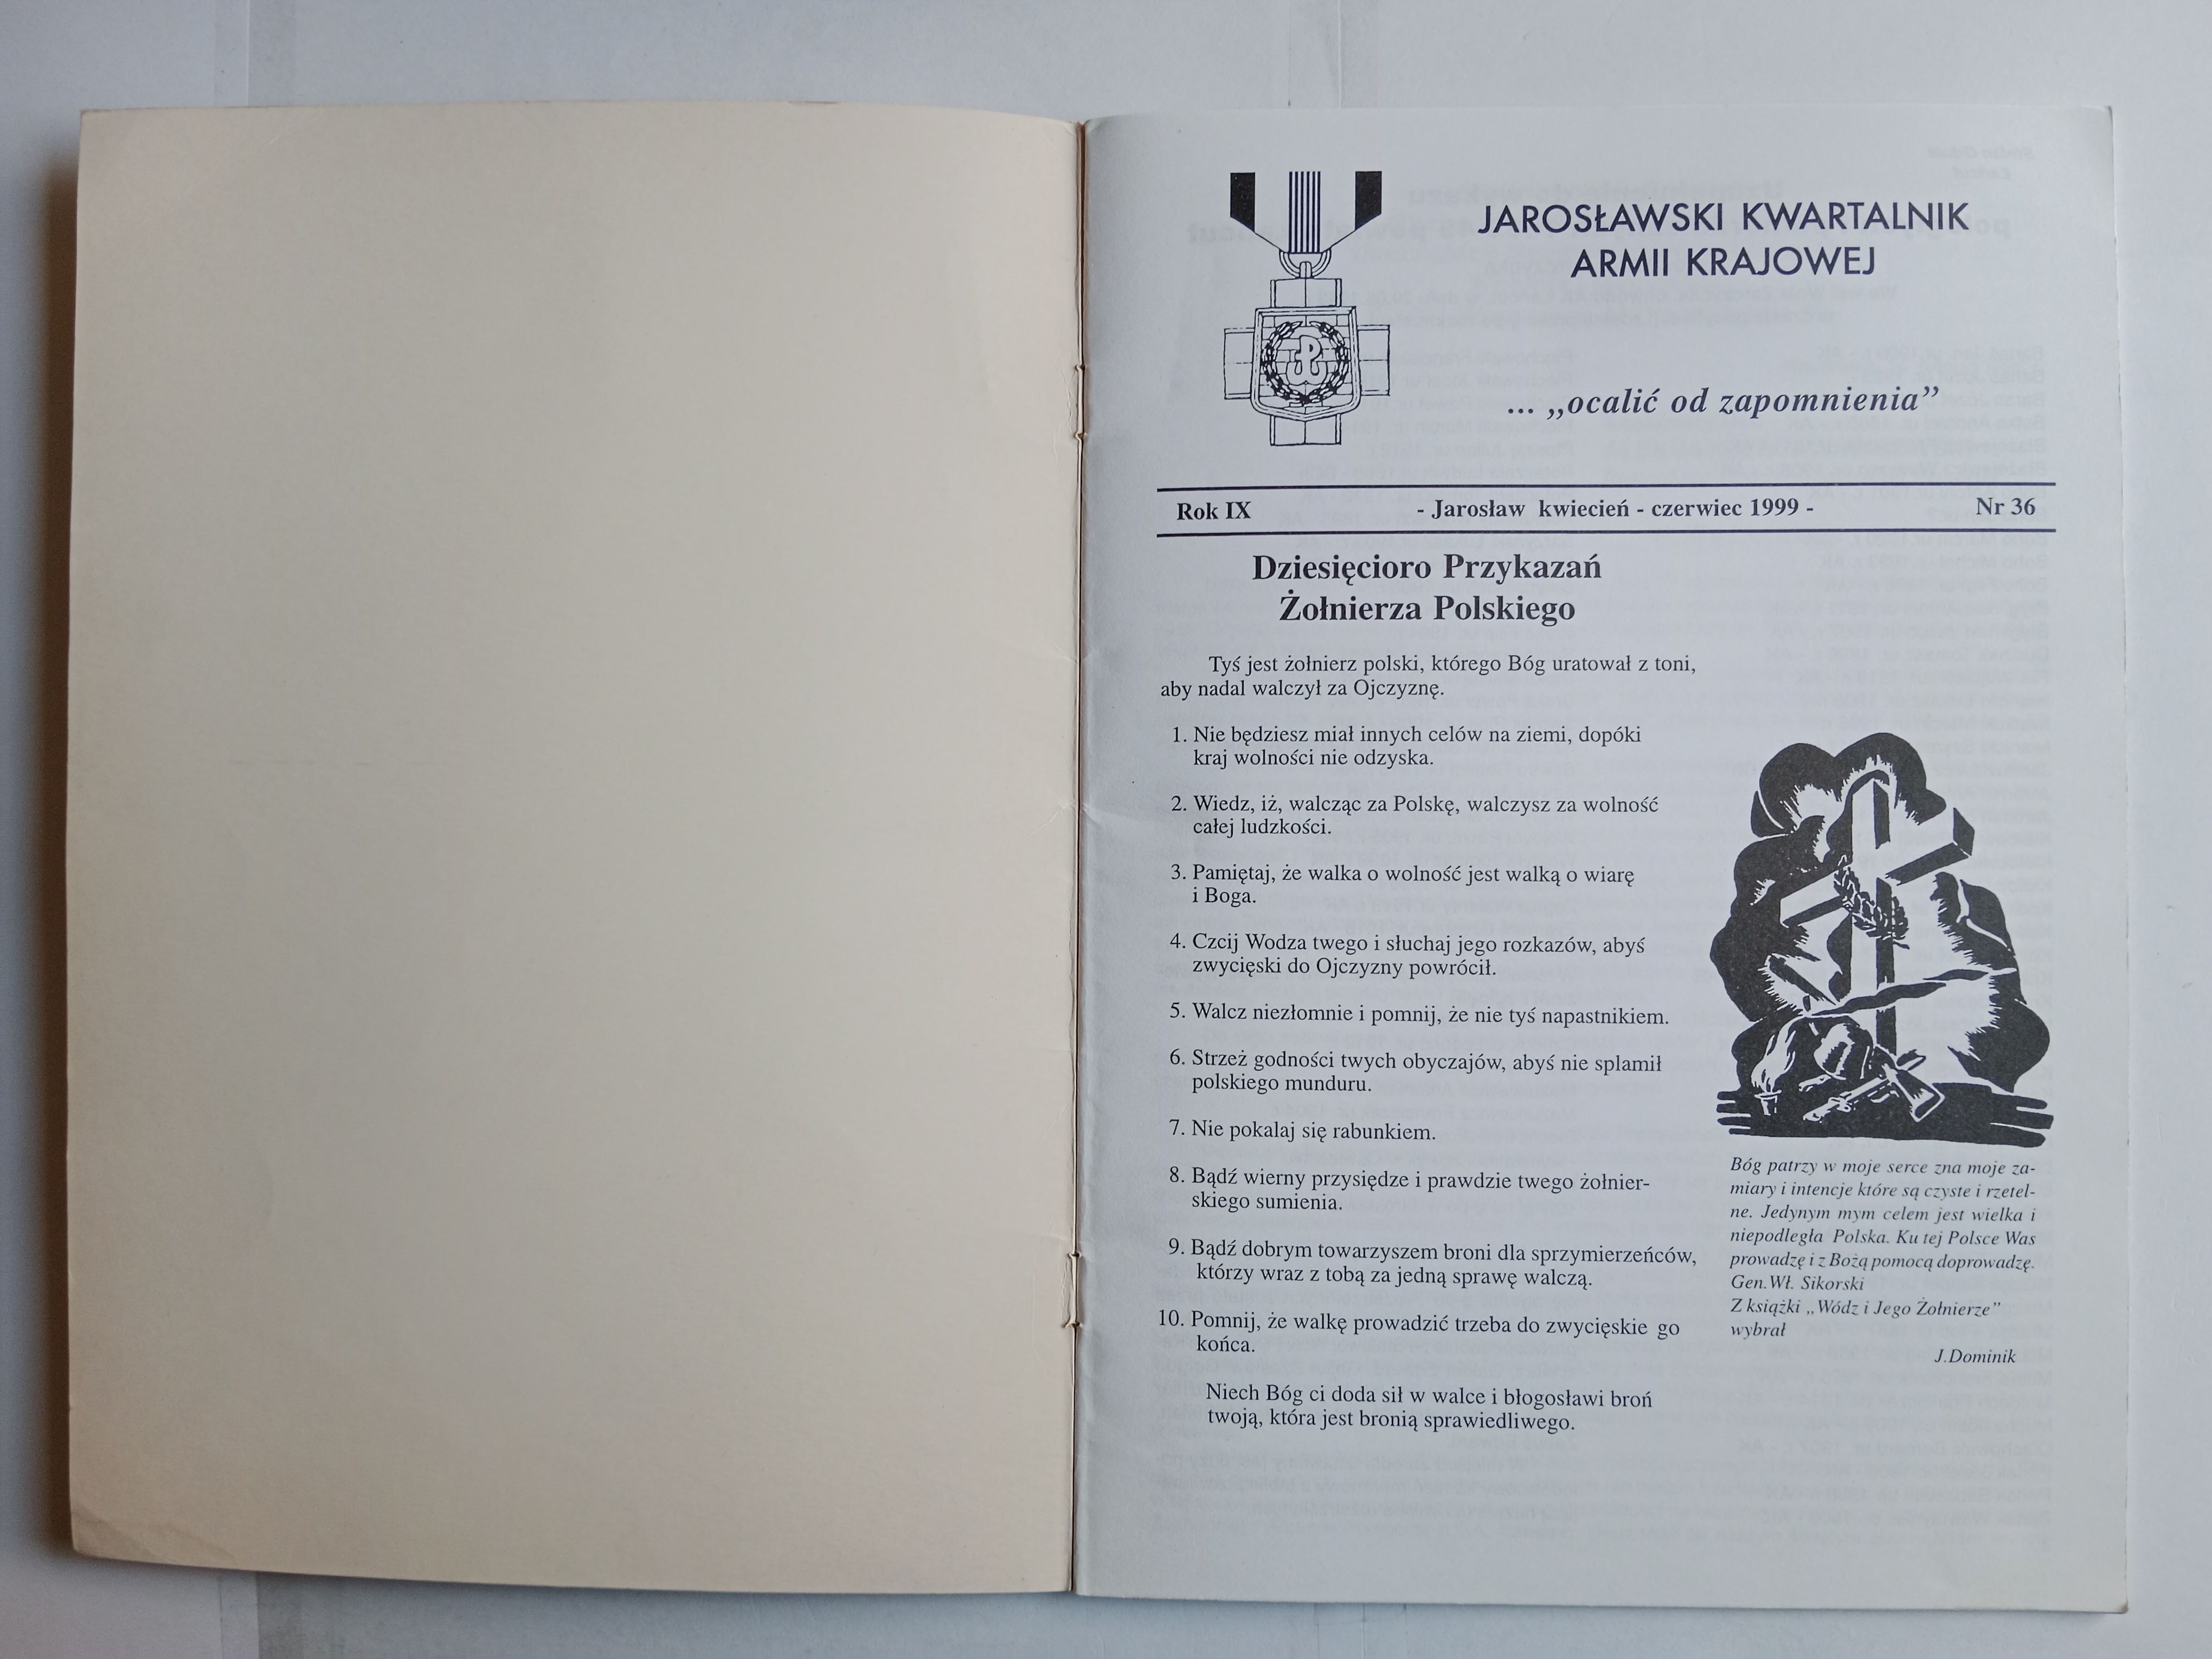 JAROSŁAWSKI KWARTALNIK
ARMII KRAJOWEJ
... „ocalić od zapomnienia”
Rok IX - Jarosław kwiecień - czerwiec 1999 - Nr 36
Dziesięcioro Przykazań
Żołnierza Polskiego
Tyś jest żołnierz polski, którego Bóg uratował z toni,
aby nadal walczył za Ojczyznę.
1. Nie będziesz miał innych celów na ziemi, dopóki
kraj wolności nie odzyska.
2. Wiedz, iż, walcząc za Polskę, walczysz za wolność
całej ludzkości.
3. Pamiętaj, że walka o wolność jest walką o wiarę
i Boga.
4. Czcij Wodza twego i słuchaj jego rozkazów, abyś
zwycięski do Ojczyzny powrócił.
5. Walcz niezłomnie i pomnij, że nie tyś napastnikiem.
6. Strzeż godności twych obyczajów, abyś nie splamił
polskiego munduru.
7. Nie pokalaj się rabunkiem.
8. Bądź wierny przysiędze i prawdzie twego żołnier-
skiego sumienia.
9. Bądź dobrym towarzyszem broni dla sprzymierzeńców,
którzy wraz z tobą za jedną sprawę walczą.
10. Pomnij, że walkę prowadzić trzeba do zwycięskie go
końca.
Niech Bóg ci doda sił w walce i błogosławi broń
twoją, która jest bronią sprawiedliwego.
Bóg patrzy w moje serce zna moje za-
miary i intencje które są czyste i rzetel-
ne. Jedynym mym celem jest wielka i
niepodległa Polska. Ku tej Polsce Was
prowadzę i z Bożą pomocą doprowadzę.
Gen.Wł. Sikorski
Z książki „Wódz i Jego Żołnierze”
wybrał
J.Dominik